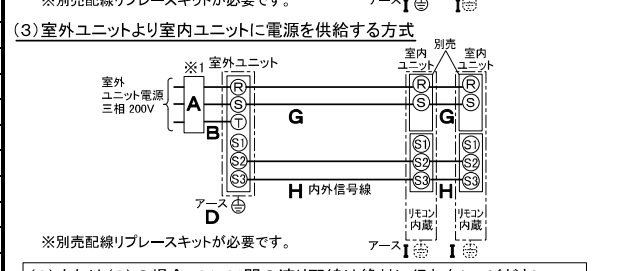 ※別売配線リプレースキットが必要です。
アース I I
(3)室外ユニットより室内ユニットに電源を供給する方式
別売
※1 室外ユニット
室内
ユニット
室内
ユニット
室外
ユニット電源
三相 200V
A
B
R
S
T
S1
S2
S3
G
R
S
S1
S2
S3
G
R
S
S1
S2
S3
H 内外信号線
H
アース
D
リモコン
内蔵
リモコン
内蔵
※別売配線リプレースキットが必要です。
アース I I